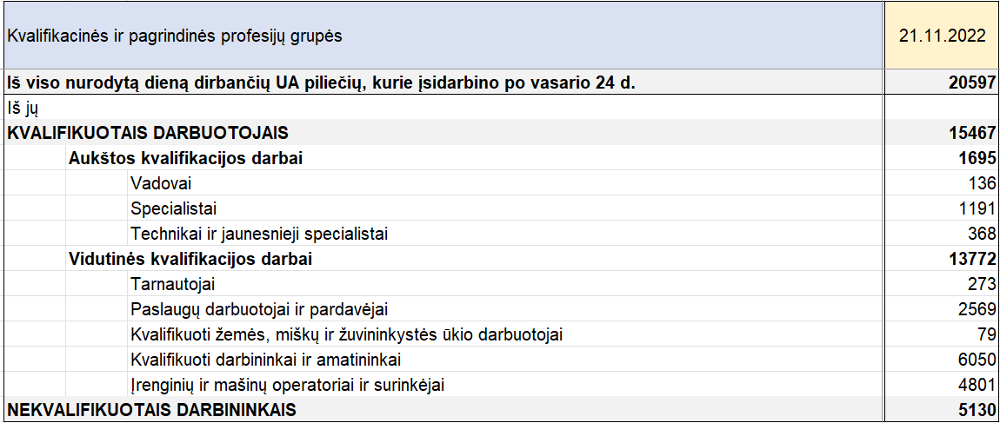 Kvalifikacinės ir pagrindinės profesijų grupės 21.11.2022
Iš viso nurodytą dieną dirbančių UA piliečių, kurie įsidarbino po vasario 24 d. 20597
Iš jų
KVALIFIKUOTAIS DARBUOTOJAIS 15467
Aukštos kvalifikacijos darbai 1695
Vadovai 136
Specialistai 1191
Technikai ir jaunesnieji specialistai 368
Vidutinės kvalifikacijos darbai 13772
Tarnautojai 273
Paslaugų darbuotojai ir pardavėjai 2569
Kvalifikuoti žemės, miškų ir žuvininkystės ūkio darbuotojai 79
Kvalifikuoti darbininkai ir amatininkai 6050
Įrenginių ir mašinų operatoriai ir surinkėjai 4801
NEKVALIFIKUOTAIS DARBININKAIS 5130